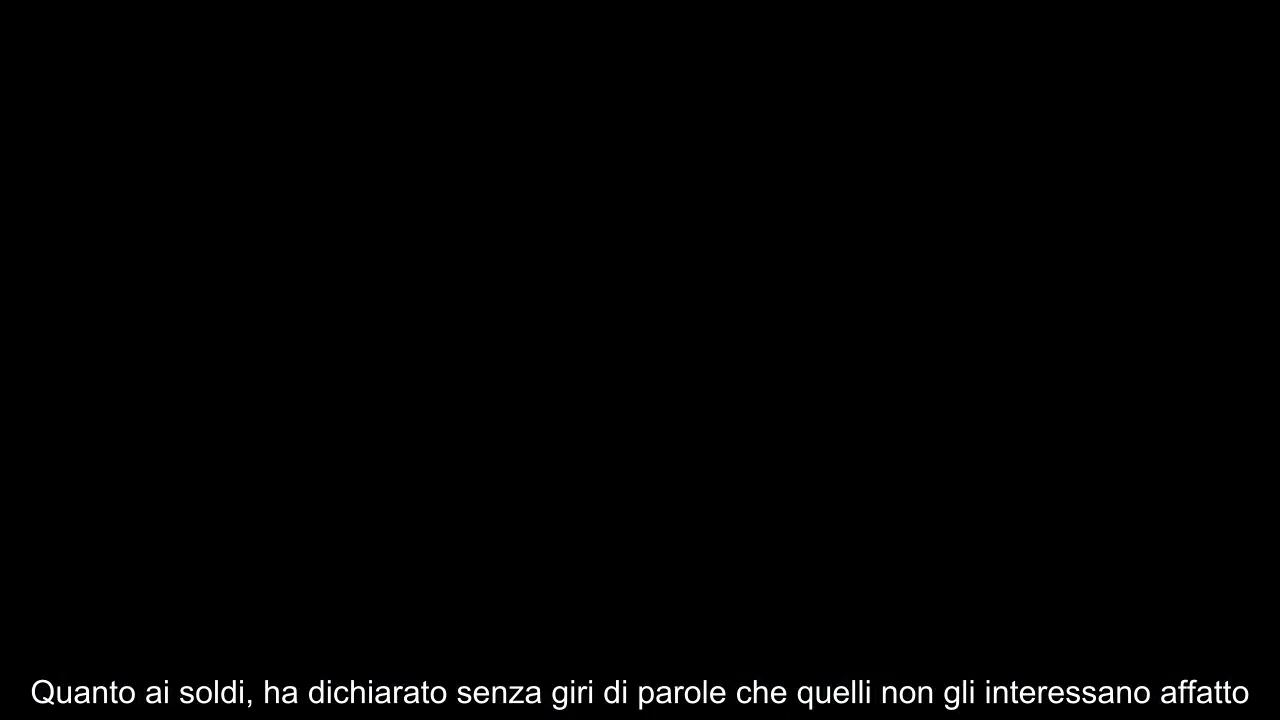 Quanto ai soldi, ha dichiarato senza giri di parole che quelli non gli interessano affatto